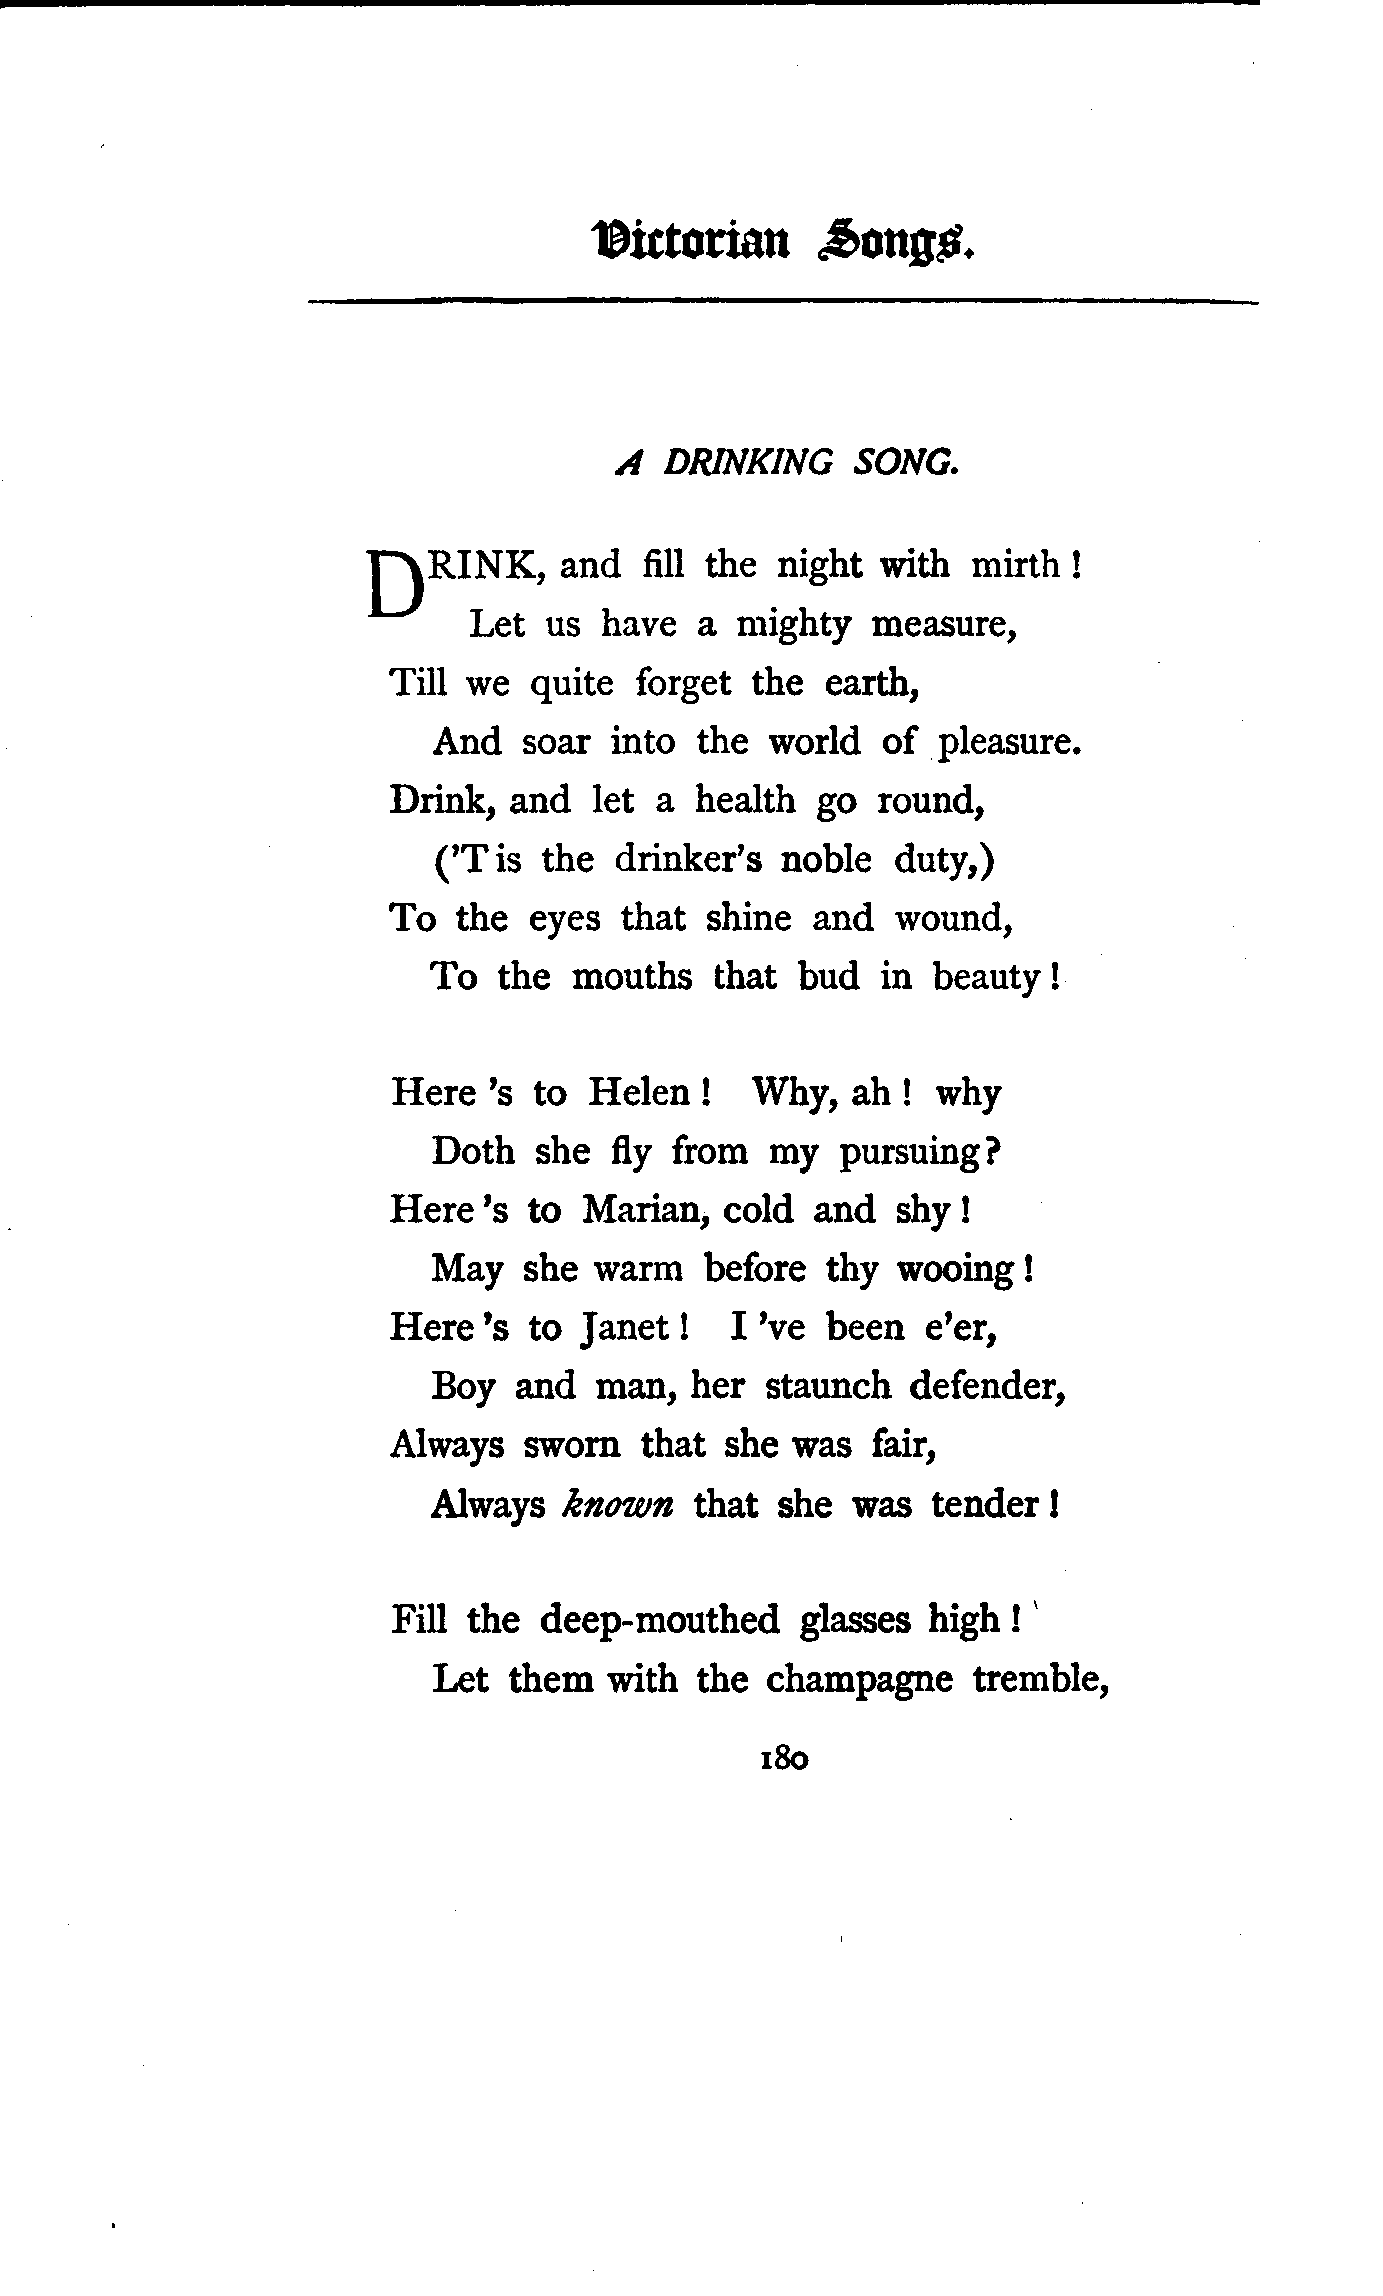 Victorian Songs.
A DRINKING SONG.
DRINK, and fill the night with mirth!
Let us have a mighty measure,
Till we quite forget the earth,
And soar into the world of pleasure.
Drink, and let a health go round,
('T is the drinker's noble duty,)
To the eyes that shine and wound,
To the mouths that bud in beauty!
Here 's to Helen! Why, ah! why
Doth she fly from my pursuing?
Here 's to Marian, cold and shy!
May she warm before thy wooing!
Here 's to Janet! I 've been e'er,
Boy and man, her staunch defender,
Always sworn that she was fair,
Always known that she was tender!
Fill the deep-mouthed glasses high!
Let them with the champagne tremble,
180